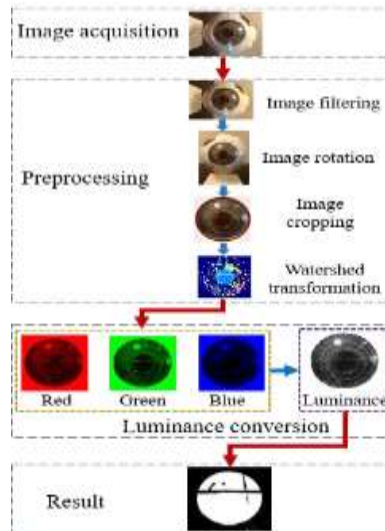 Image acquisition
Image filtering
Image rotation
Preprocessing
Image
cropping
Watershed
transformation
Red
Green
Blue
Luminance
Luminance conversion
Result